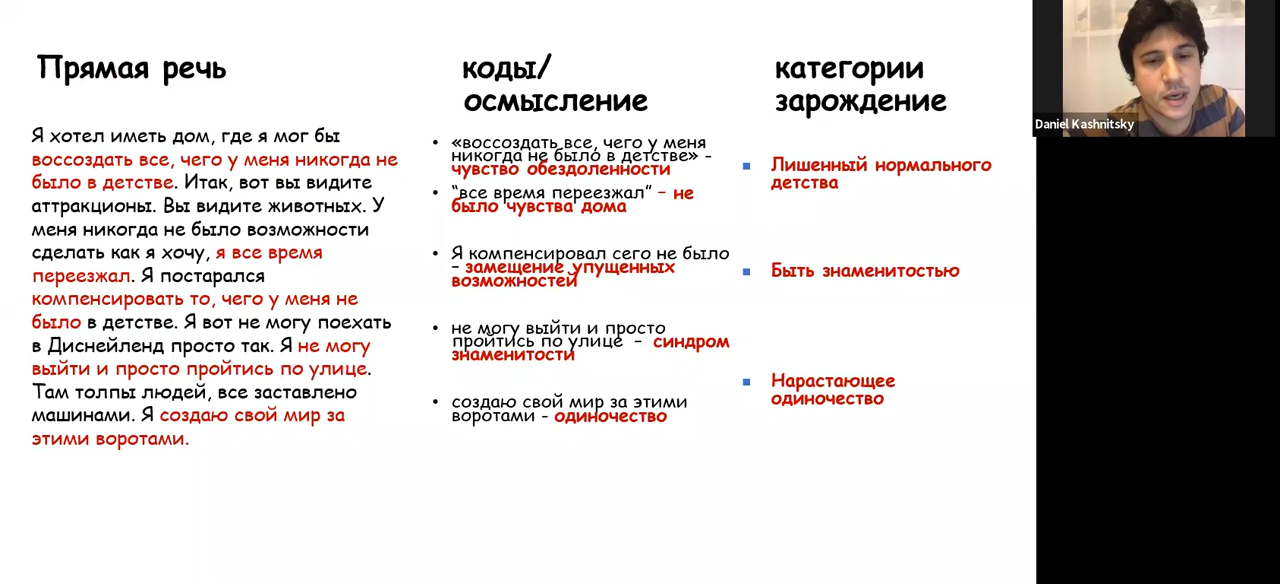 Прямая речь
Я хотел иметь дом, где я мог бы
воссоздать все, чего у меня никогда не
было в детстве. Итак, вот вы видите
аттракционы. Вы видите животных. У
меня никогда не было возможности
сделать как я хочу, я все время
переезжал. Я постарался
компенсировать то, чего у меня не
было в детстве. Я вот не могу поехать
в Диснейленд просто так. Я не могу
выйти и просто пройтись по улице.
Там толпы людей, все заставлено
машинами. Я создаю свой мир за
этими воротами.
коды/
осмысление
• «воссоздать все, чего у меня
никогда не было в детстве» -
чувство обездоленности
• “все время переезжал” – не
было чувства дома
• Я компенсировал сего не было
– замещение упущенных
возможностей
• не могу выйти и просто
пройтись по улице – синдром
знаменитости
• создаю свой мир за этими
воротами - одиночество
категории
зарождение
▪ Лишенный нормального
детства
▪ Быть знаменитостью
▪ Нарастающее
одиночество
Daniel Kashnitsky